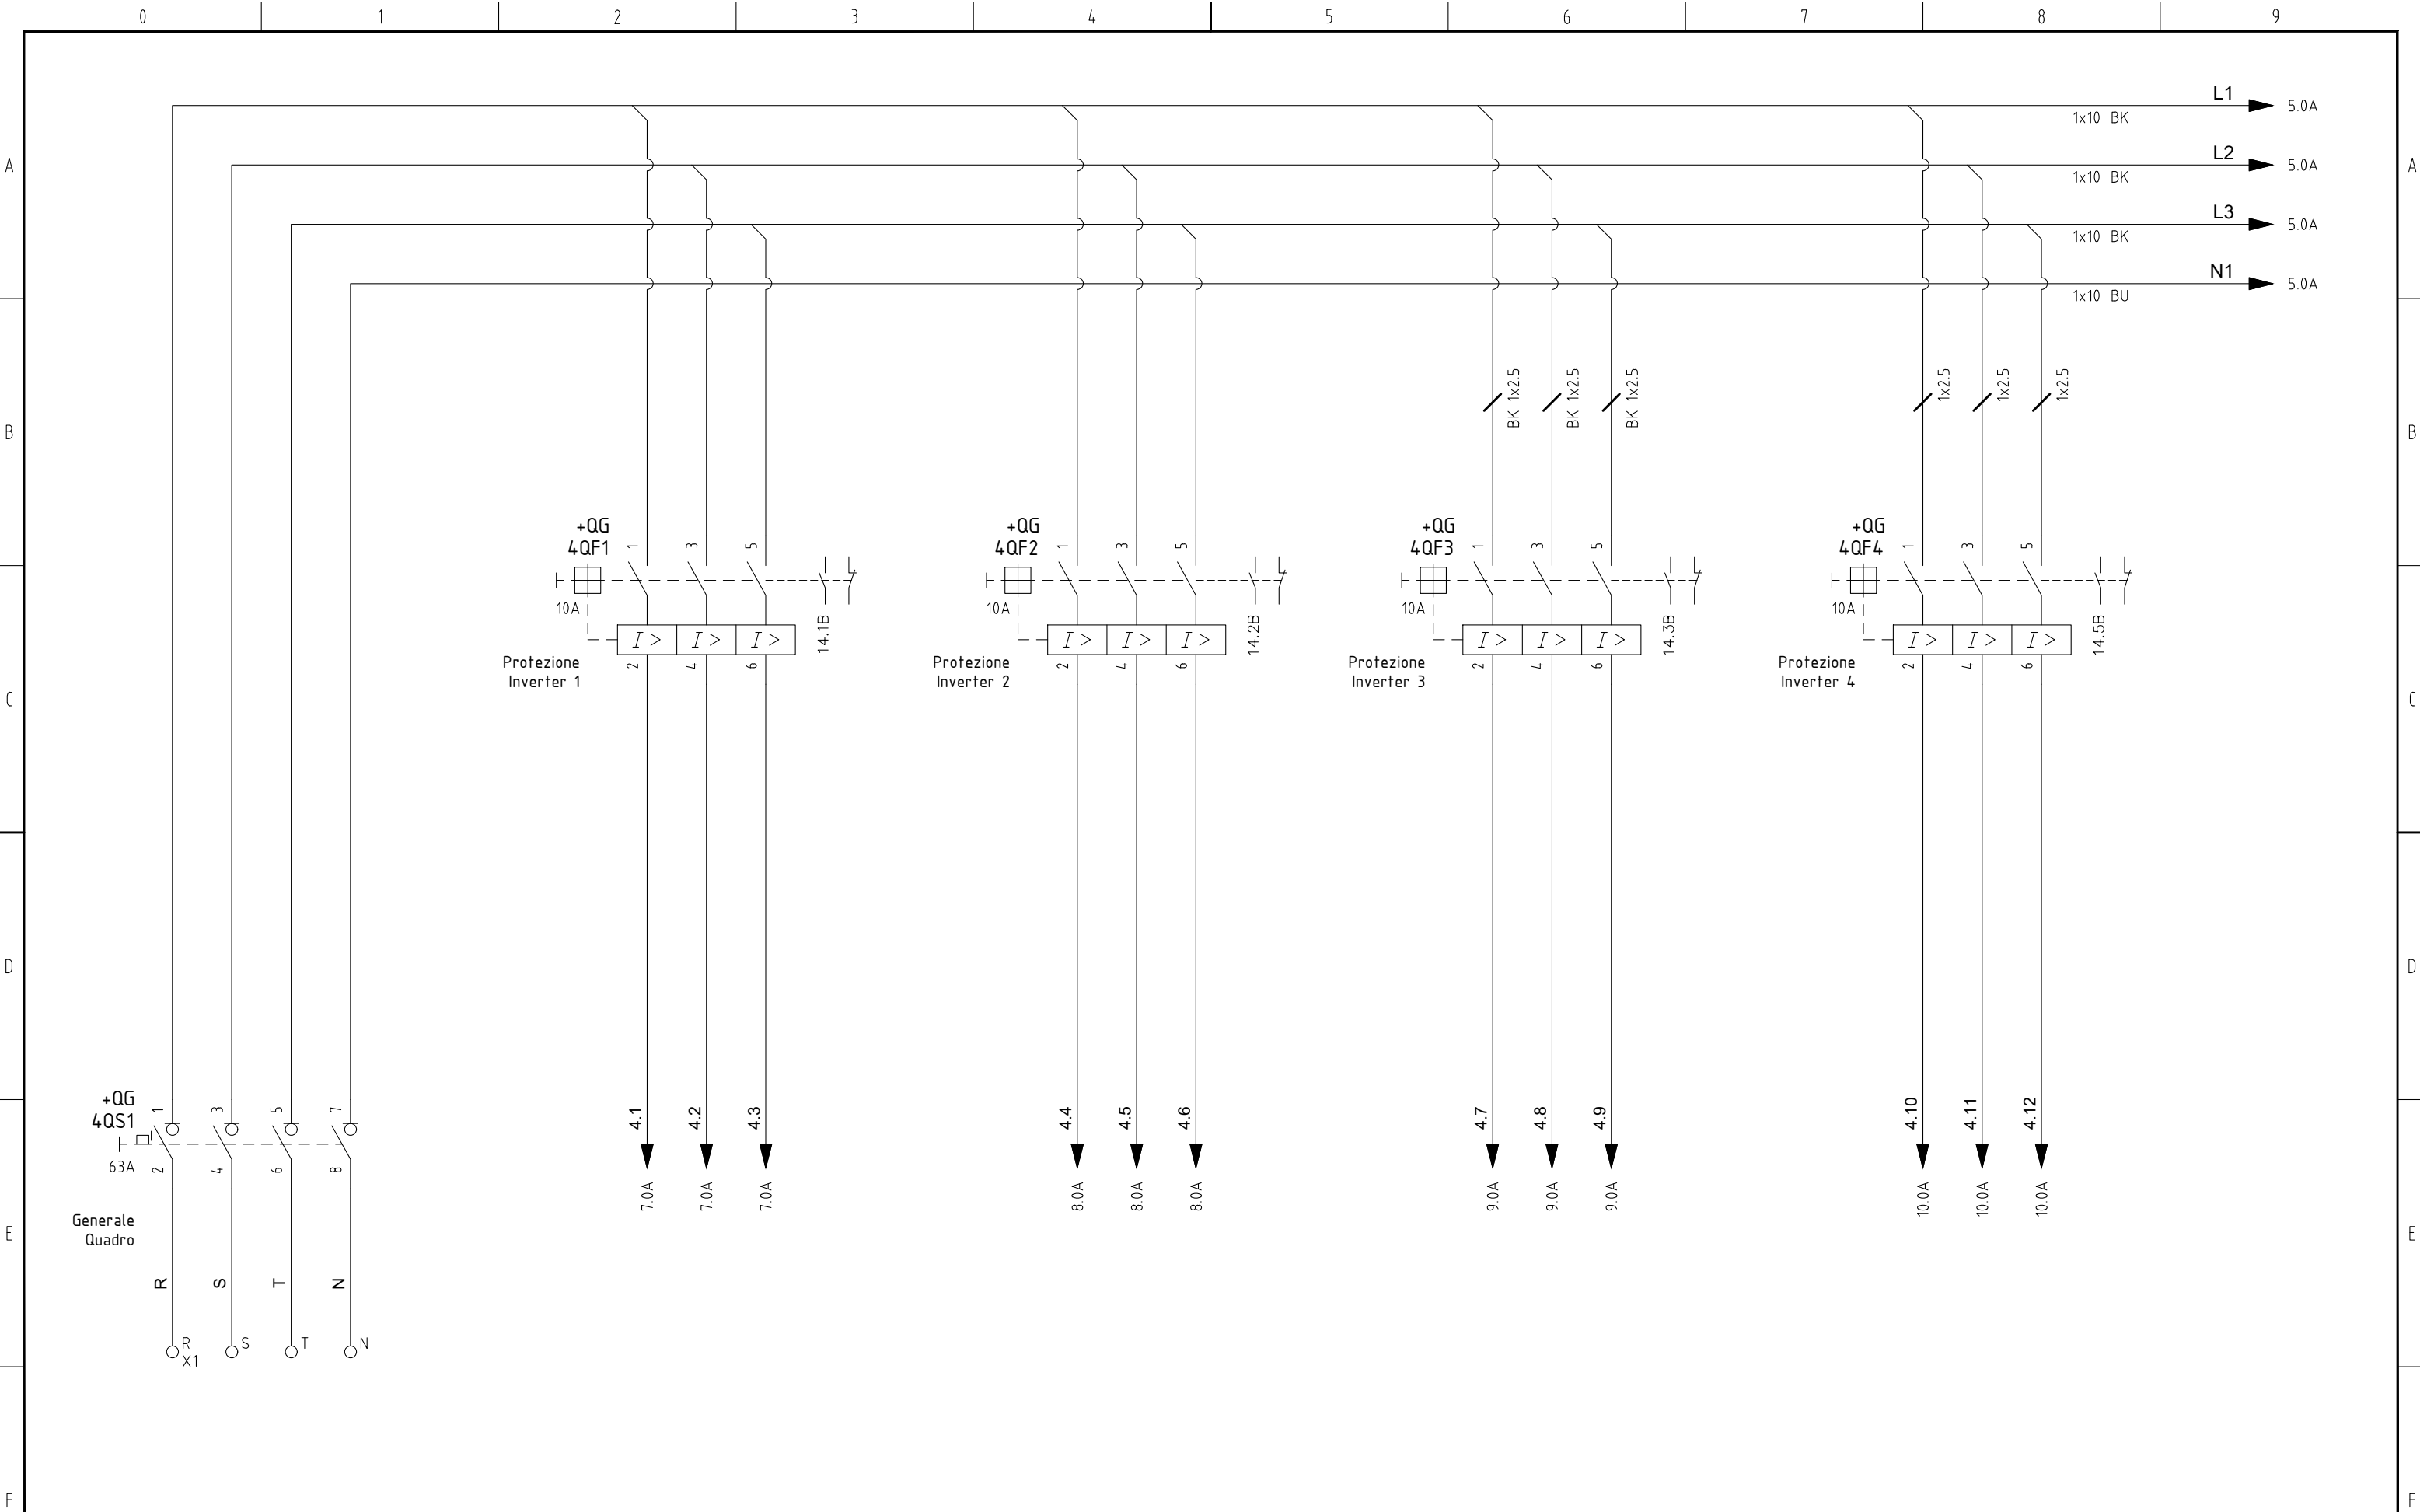 0 1 2 3 4 5 6 7 8 9
L1 5.0A
1x10 BK
A L2 5.0A A
1x10 BK
L3 5.0A
1x10 BK
N1 5.0A
1x10 BU
BK 1x2.5 BK 1x2.5 BK 1x2.5 1x2.5 1x2.5 1x2.5
B B
+QG +QG +QG +QG
4QF1 1 3 5 4QF2 1 3 5 4QF3 1 3 5 4QF4 1 3 5
10A 10A 10A 10A
I > I > I > 14.1B I > I > I > 14.2B I > I > I > 14.3B I > I > I > 14.5B
Protezione 2 4 6 Protezione 2 4 6 Protezione 2 4 6 Protezione 2 4 6
Inverter 1 Inverter 2 Inverter 3 Inverter 4
C C
D D
+QG
4QS1 1 3 5 7
4.1 4.2 4.3 4.4 4.5 4.6 4.7 4.8 4.9 4.10 4.11 4.12
63A 2 4 6 8
7.0A 7.0A 7.0A 8.0A 8.0A 8.0A 9.0A 9.0A 9.0A 10.0A 10.0A 10.0A
Generale
Quadro
E E
R S T N
R S T N
X1
F F